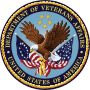 DEPARTMENT OF VETERANS AFFAIRS
UNITED STATES OF AMERICA